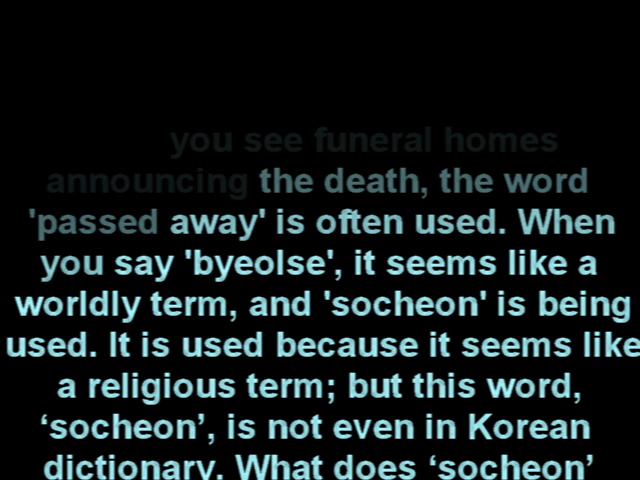 you see funeral homes
announcing the death, the word
'passed away' is often used. When
you say 'byeolse', it seems like a
worldly term, and 'socheon' is being
used. It is used because it seems like
a religious term; but this word,
‘socheon’, is not even in Korean
dictionary. What does ‘socheon’